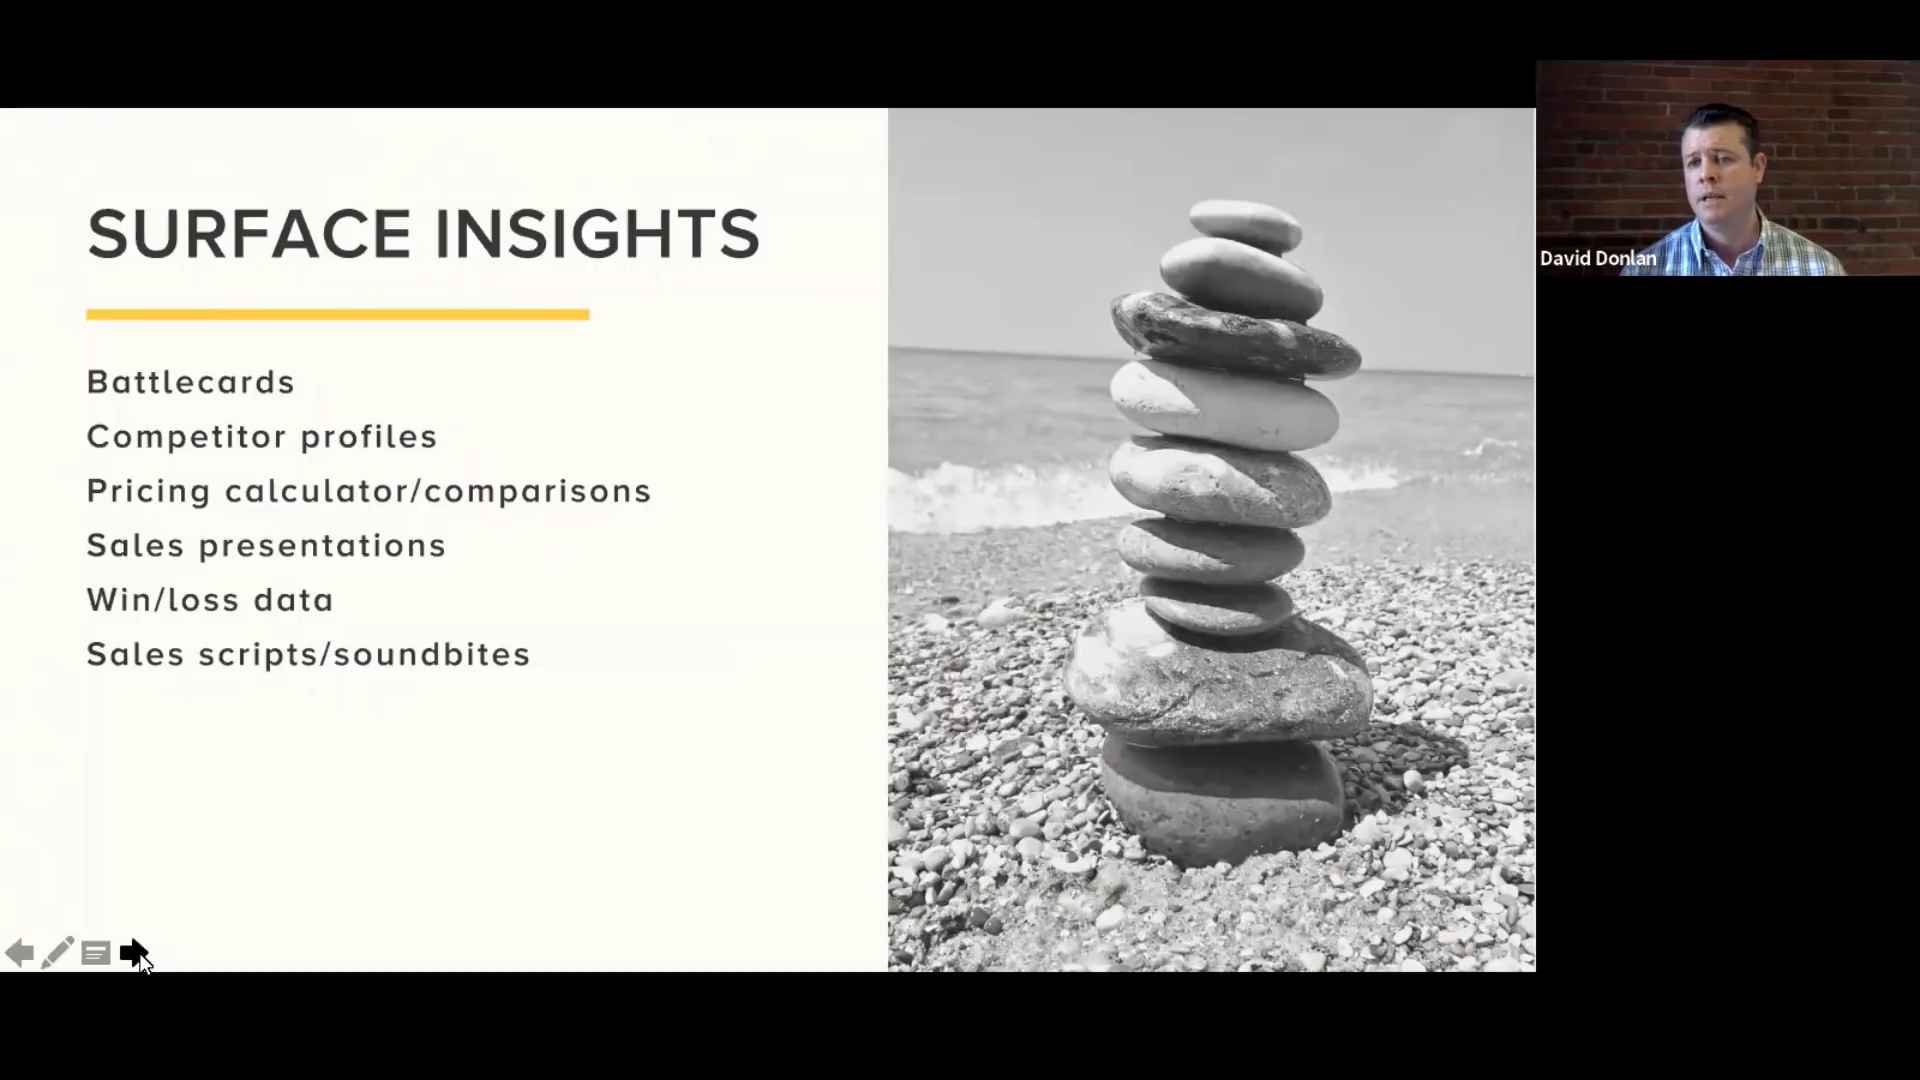 SURFACE INSIGHTS
Battlecards
Competitor profiles
Pricing calculator/comparisons
Sales presentations
Win/loss data
Sales scripts/soundbites
David Donlan